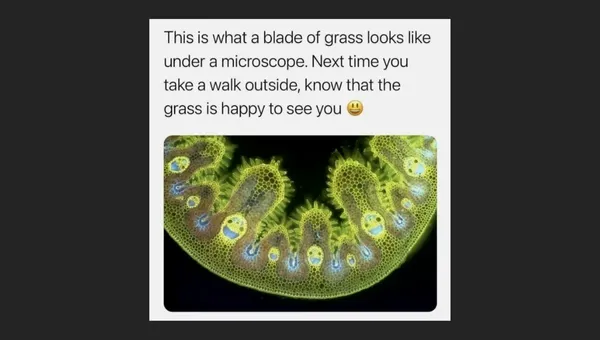 This is what a blade of grass looks like
under a microscope. Next time you
take a walk outside, know that the
grass is happy to see you 😃